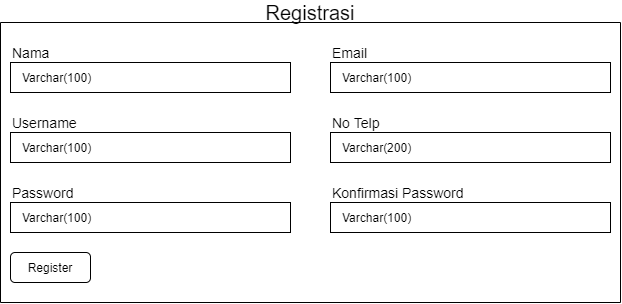 Registrasi
Nama
Email
Varchar(100)
Varchar(100)
Username
No Telp
Varchar(100)
Varchar(200)
Password
Konfirmasi Password
Varchar(100)
Varchar(100)
Register